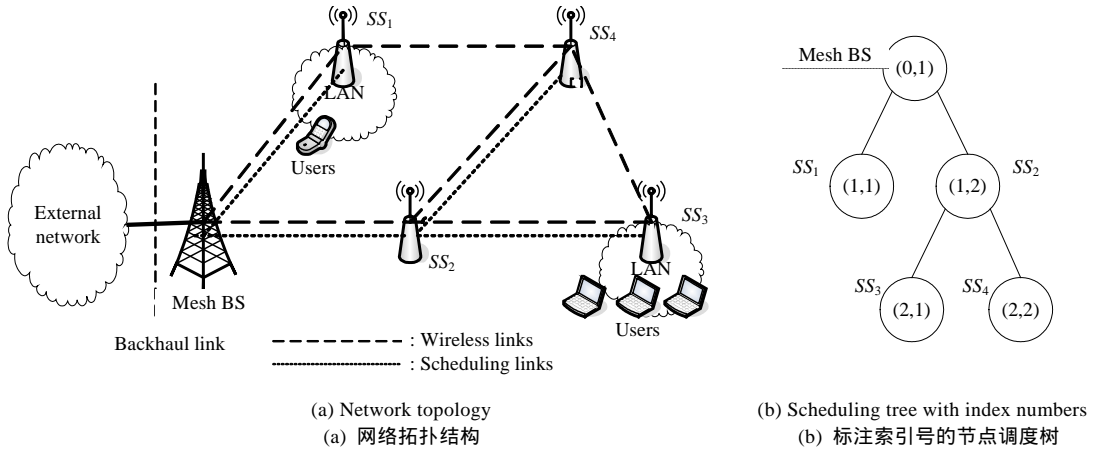 SS1
SS4
LAN
Users
External
network
Mesh BS
SS2
SS3
LAN
Users
Backhaul link
: Wireless links
: Scheduling links
(a) Network topology
(a) 网络拓扑结构
Mesh BS
(0,1)
SS1
(1,1)
(1,2)
SS2
SS3
(2,1)
SS4
(2,2)
(b) Scheduling tree with index numbers
(b) 标注索引号的节点调度树